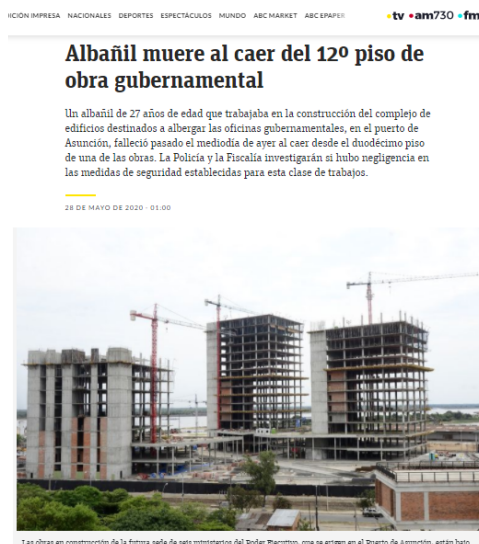 NACIONALES DEPORTES ESPECTÁCULOS MUNDO ABC MARKET ABC EPAPER tv am730 fm
Albañil muere al caer del 12º piso de
obra gubernamental
Un albañil de 27 años de edad que trabajaba en la construcción del complejo de
edificios destinados a albergar las oficinas gubernamentales, en el puerto de
Asunción, falleció pasado el mediodía de ayer al caer desde el duodécimo piso
de una de las obras. La Policía y la Fiscalía investigarán si hubo negligencia en
las medidas de seguridad establecidas para esta clase de trabajos.
28 DE MAYO DE 2020 - 01:00
Las obras en construcción de la futura sede de seis ministerios del Poder Ejecutivo, que se erigen en el Puerto de Asunción, están bajo